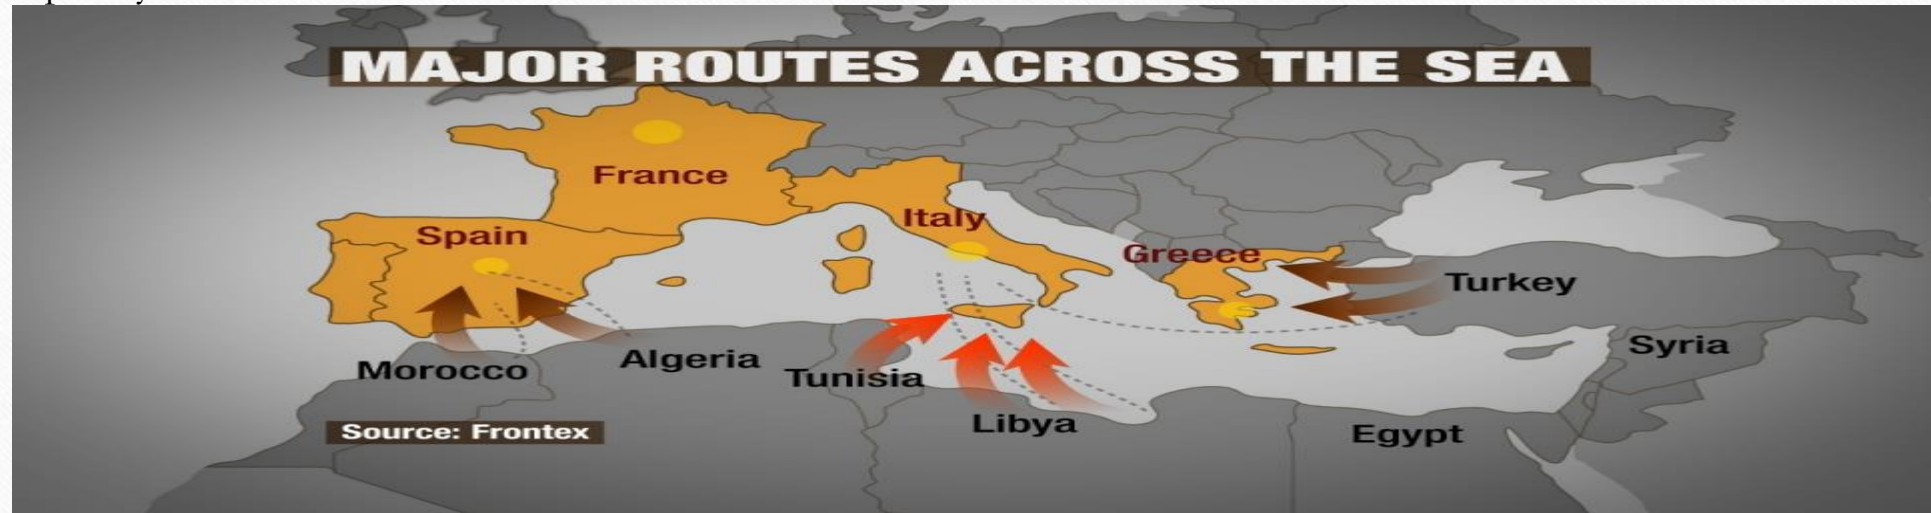 MAJOR ROUTES ACROSS THE SEA
France
Italy
Spain
Greece
Turkey
Syria
Algeria
Morocco
Tunisia
Libya
Egypt
Source: Frontex